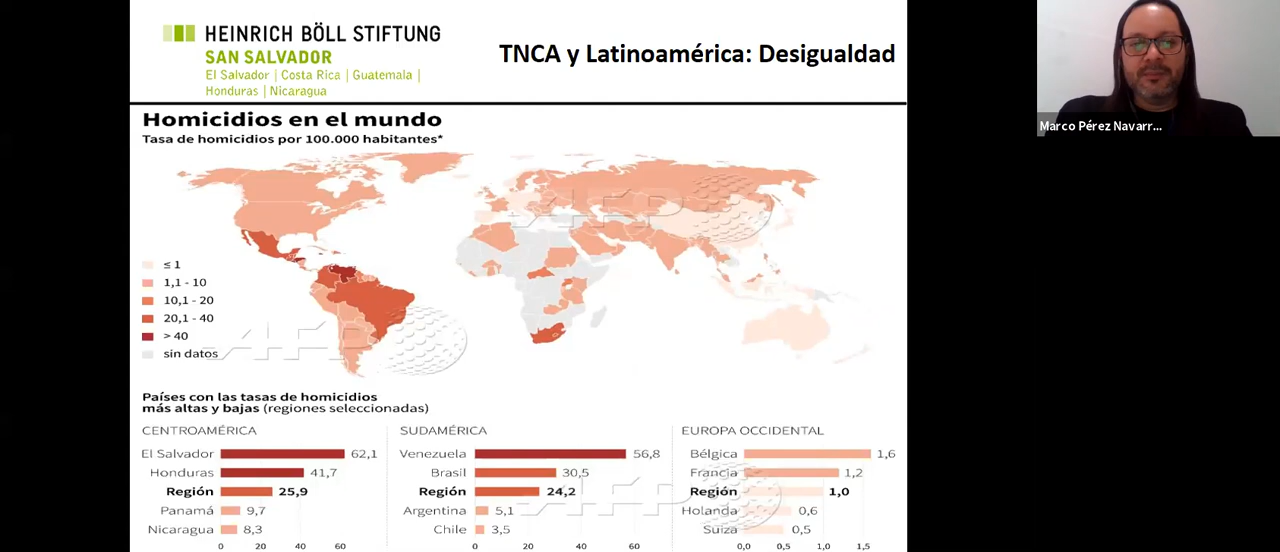 HEINRICH BÖLL STIFTUNG
SAN SALVADOR
El Salvador | Costa Rica | Guatemala |
Honduras | Nicaragua
TNCA y Latinoamérica: Desigualdad
Marco Pérez Navarr...
Homicidios en el mundo
Tasa de homicidios por 100.000 habitantes*
AFP
≤ 1
1,1 - 10
10,1 - 20
20,1 - 40
> 40
sin datos
AFP
Países con las tasas de homicidios
más altas y bajas (regiones seleccionadas)
CENTROAMÉRICA
El Salvador 62,1
Honduras 41,7
Región 25,9
Panamá 9,7
Nicaragua 8,3
0 20 40 60
SUDAMÉRICA
Venezuela 56,8
Brasil 30,5
Región 24,2
Argentina 5,1
Chile 3,5
0 20 40 60
EUROPA OCCIDENTAL
Bélgica 1,6
Francia 1,2
Región 1,0
Holanda 0,6
Suiza 0,5
0,0 0,5 1,0 1,5
AFP